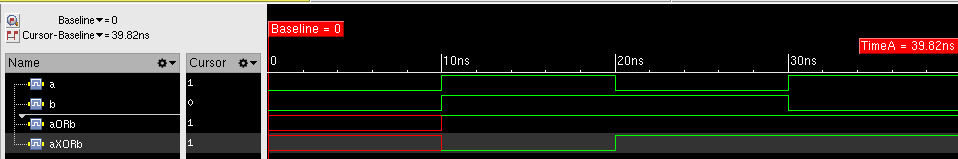 Baseline ▾ = 0
Cursor-Baseline ▾ = 39.82ns
Baseline = 0
TimeA = 39.82ns
Name Cursor 0 10ns 20ns 30ns
a 1
b 0
aORb 1
aXORb 1